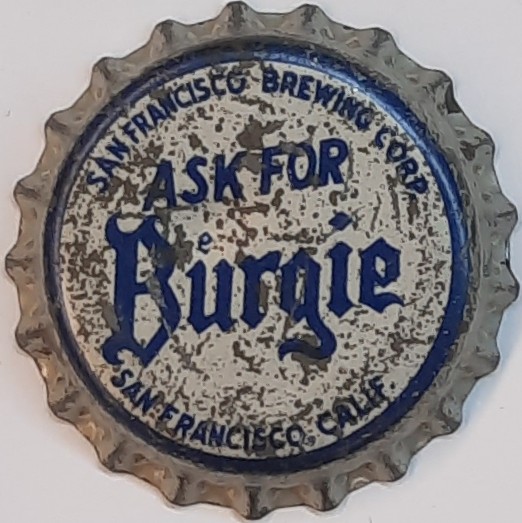 SAN FRANCISCO BREWING CORP.
ASK FOR
Burgie
SAN FRANCISCO, CALIF.